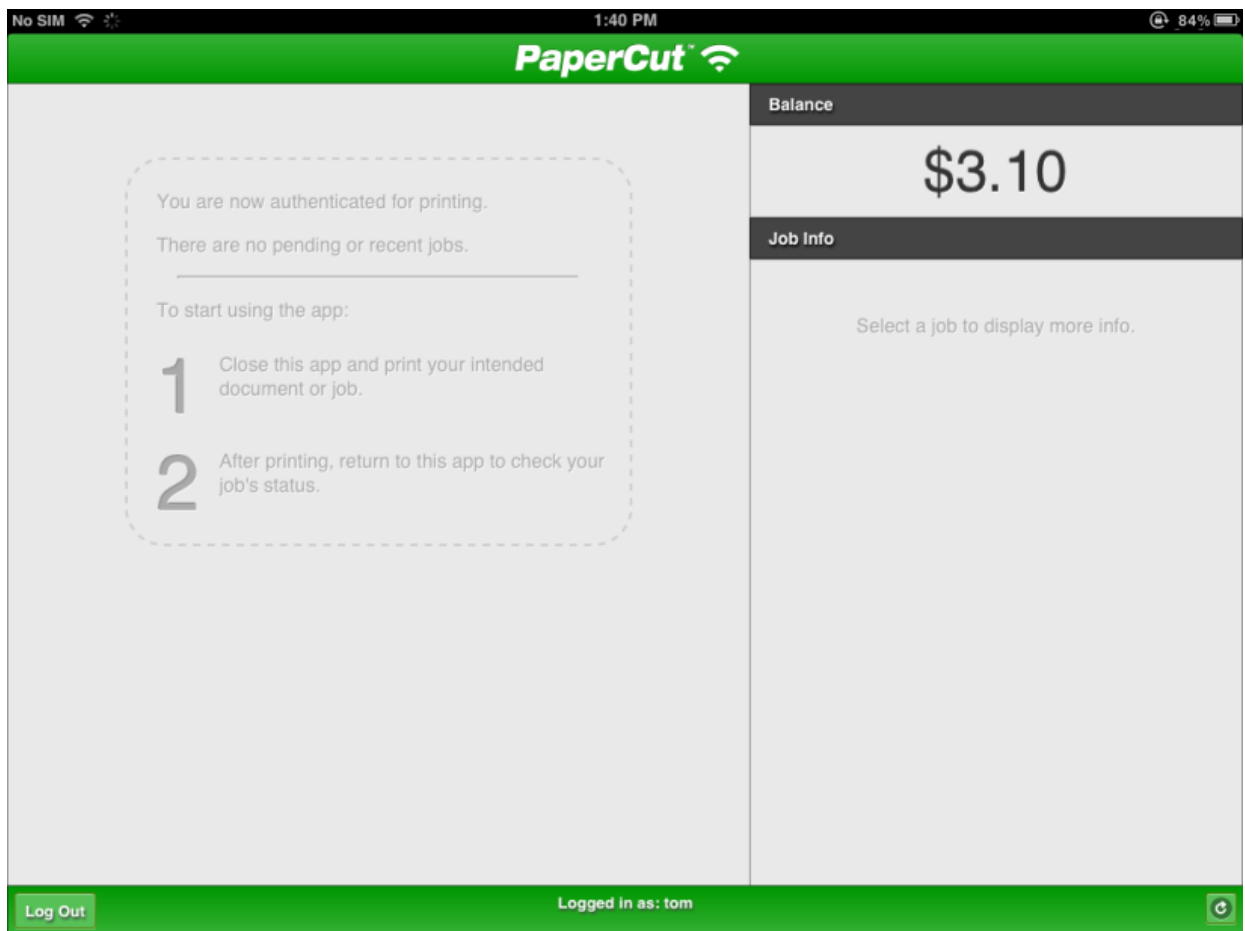 No SIM 1:40 PM 84%
PaperCut™
You are now authenticated for printing.
There are no pending or recent jobs.
To start using the app:
1 Close this app and print your intended
document or job.
2 After printing, return to this app to check your
job's status.
Balance
$3.10
Job Info
Select a job to display more info.
Log Out Logged in as: tom